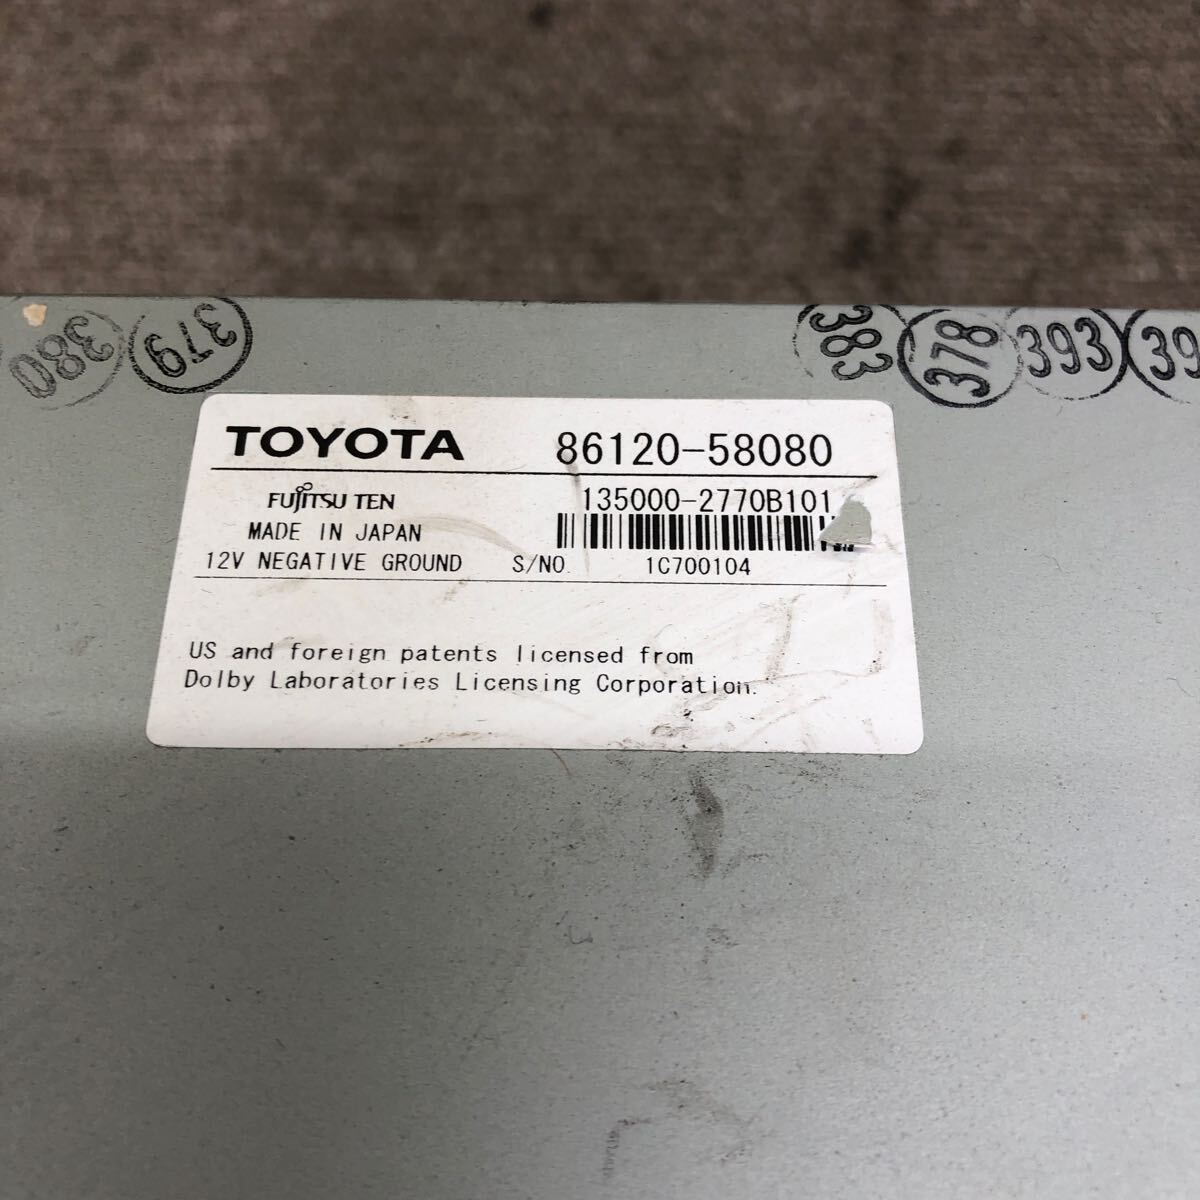 380 379 383 378 393 39
TOYOTA 86120-58080
FUJITSU TEN 135000-2770B101
MADE IN JAPAN
12V NEGATIVE GROUND S/NO. 1C700104
US and foreign patents licensed from
Dolby Laboratories Licensing Corporation.